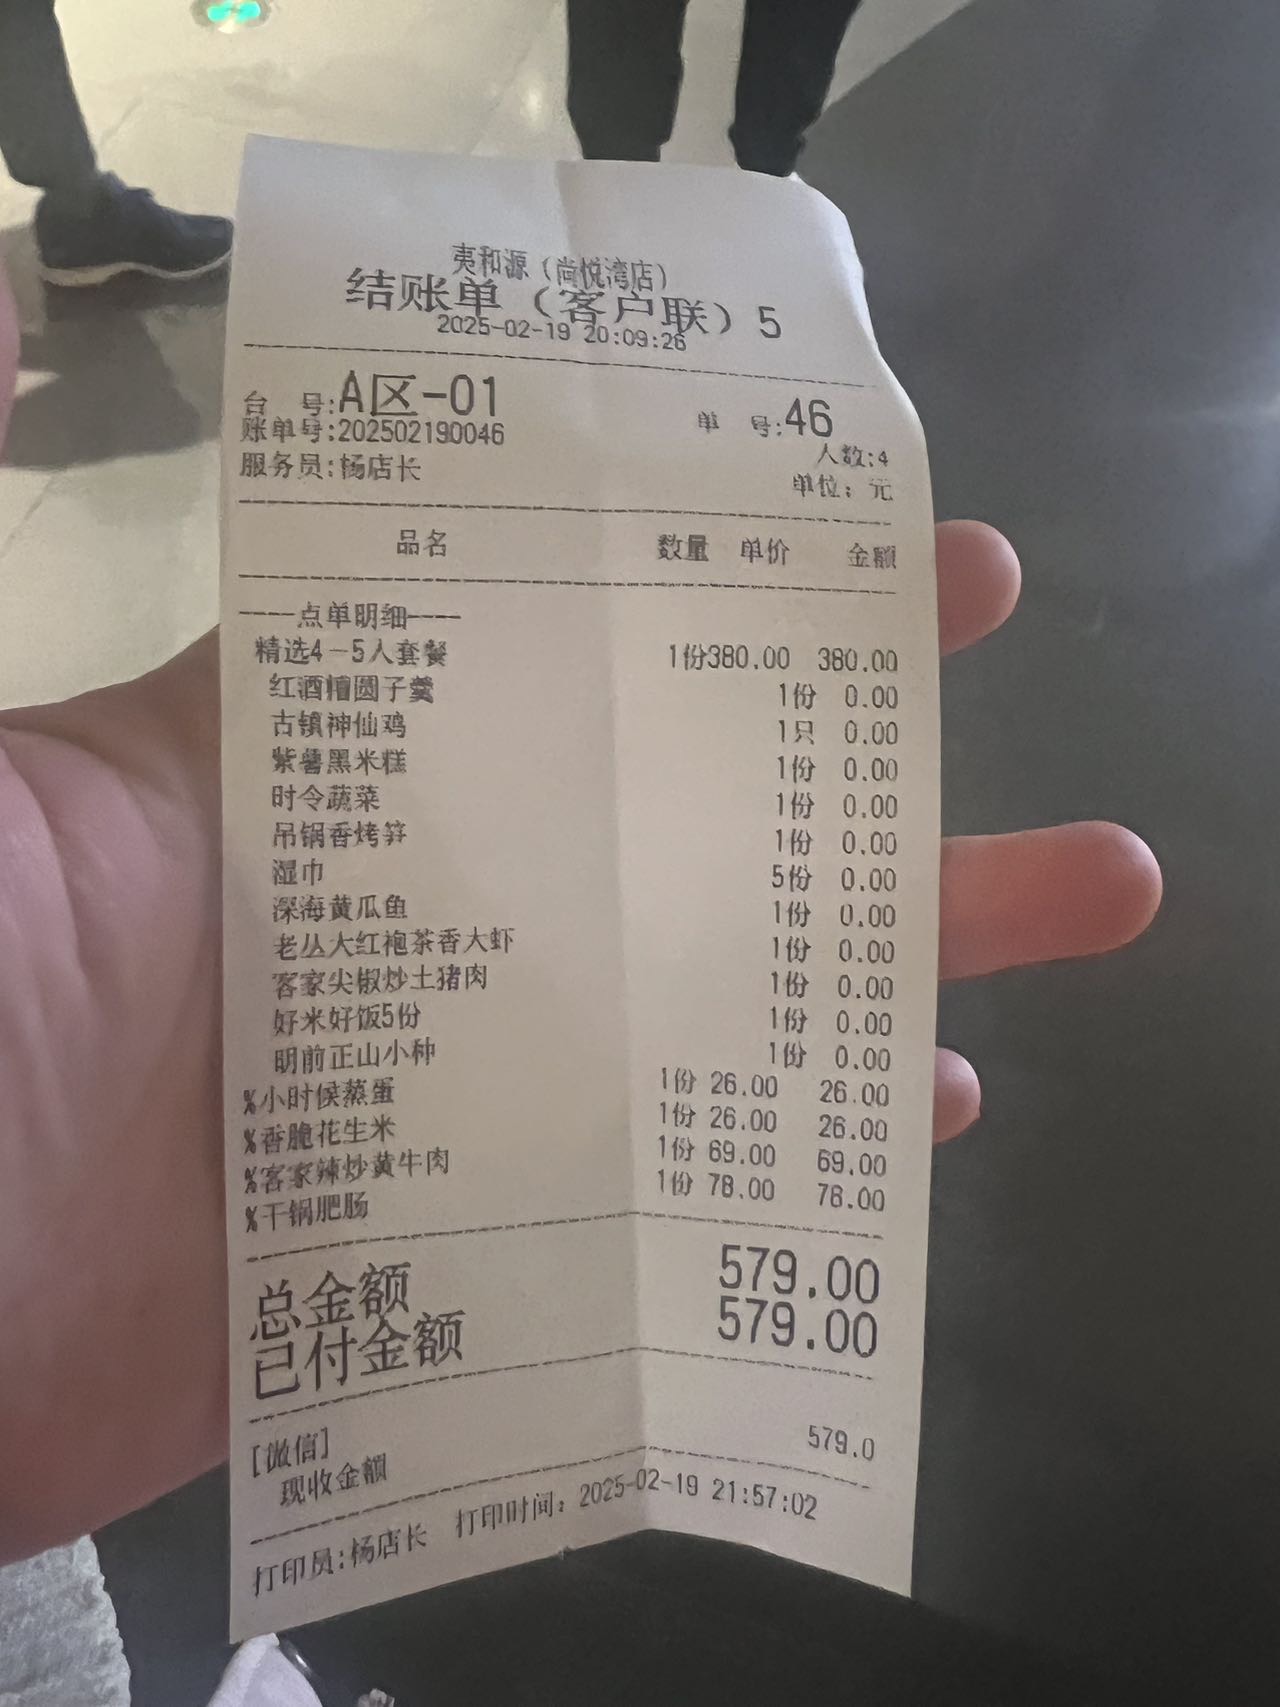 夷和源（尚悦湾店）
结账单（客户联）5
2025-02-19 20:09:26
台 号:A区-01 单 号:46
账单号:202502190046 人数:4
服务员:杨店长 单位：元
品名 数量 单价 金额
----点单明细----
精选4-5人套餐 1份380.00 380.00
红酒糟圆子羹 1份 0.00
古镇神仙鸡 1只 0.00
紫薯黑米糕 1份 0.00
时令蔬菜 1份 0.00
吊锅香烤笋 1份 0.00
湿巾 5份 0.00
深海黄瓜鱼 1份 0.00
老丛大红袍茶香大虾 1份 0.00
客家尖椒炒土猪肉 1份 0.00
好米好饭5份 1份 0.00
明前正山小种 1份 0.00
%小时候蒸蛋 1份 26.00 26.00
%香脆花生米 1份 26.00 26.00
%客家辣炒黄牛肉 1份 69.00 69.00
%干锅肥肠 1份 78.00 78.00
总金额 579.00
已付金额 579.00
[微信] 579.0
现收金额
打印员:杨店长 打印时间：2025-02-19 21:57:02